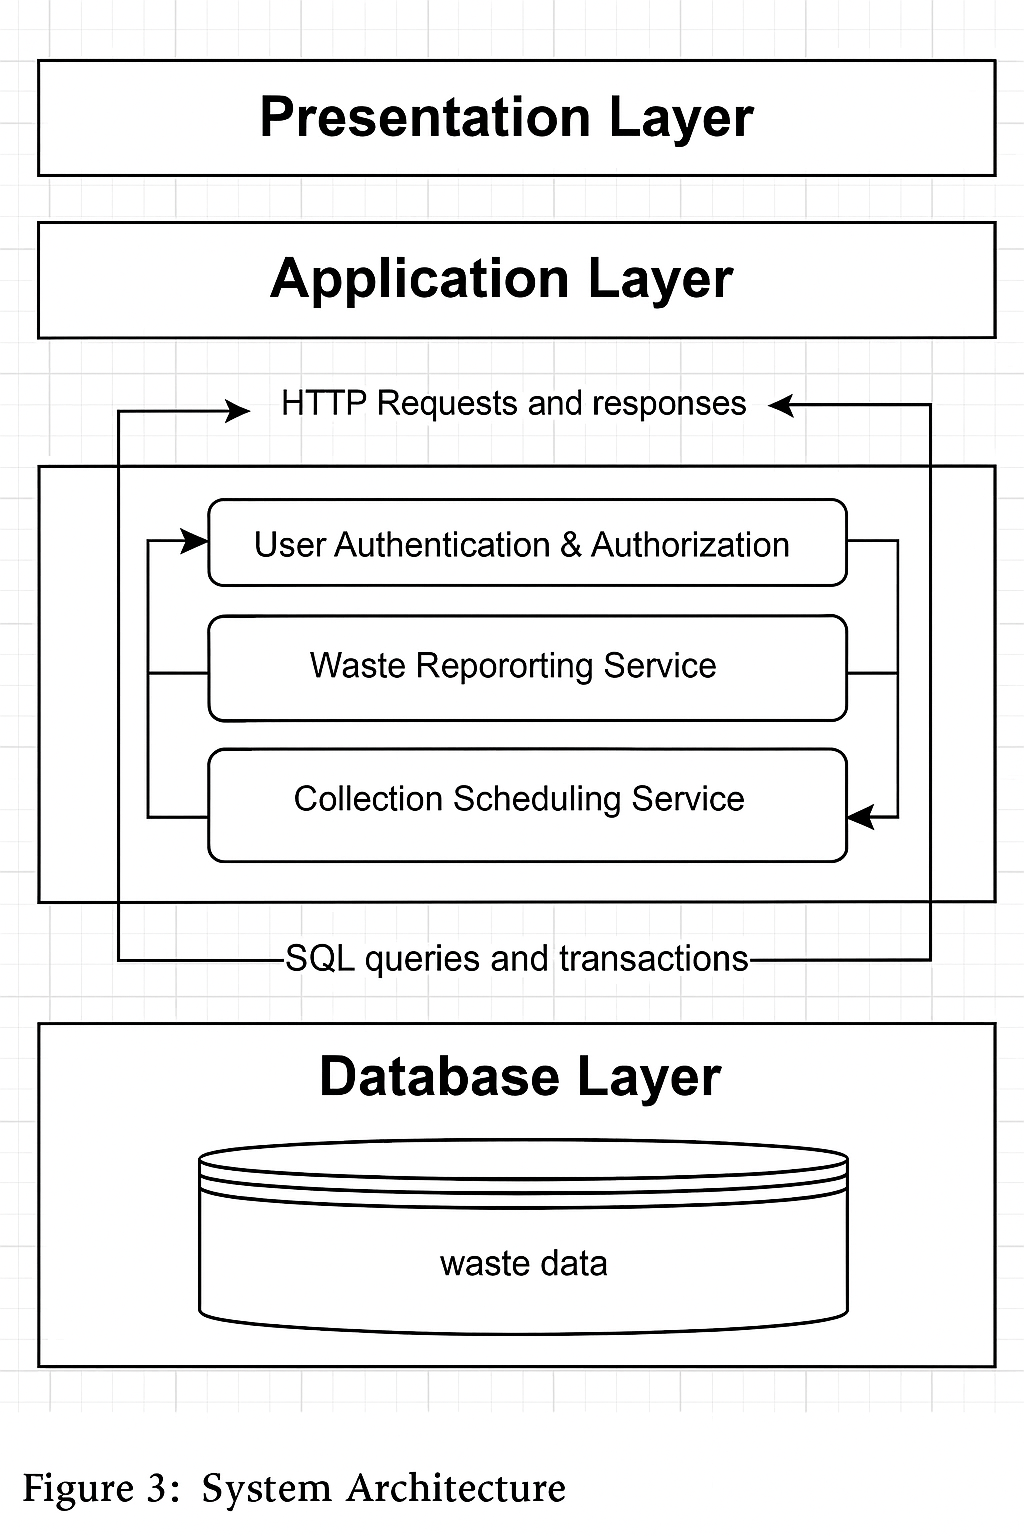 Presentation Layer
Application Layer
HTTP Requests and responses
User Authentication & Authorization
Waste Repororting Service
Collection Scheduling Service
SQL queries and transactions
Database Layer
waste data
Figure 3: System Architecture